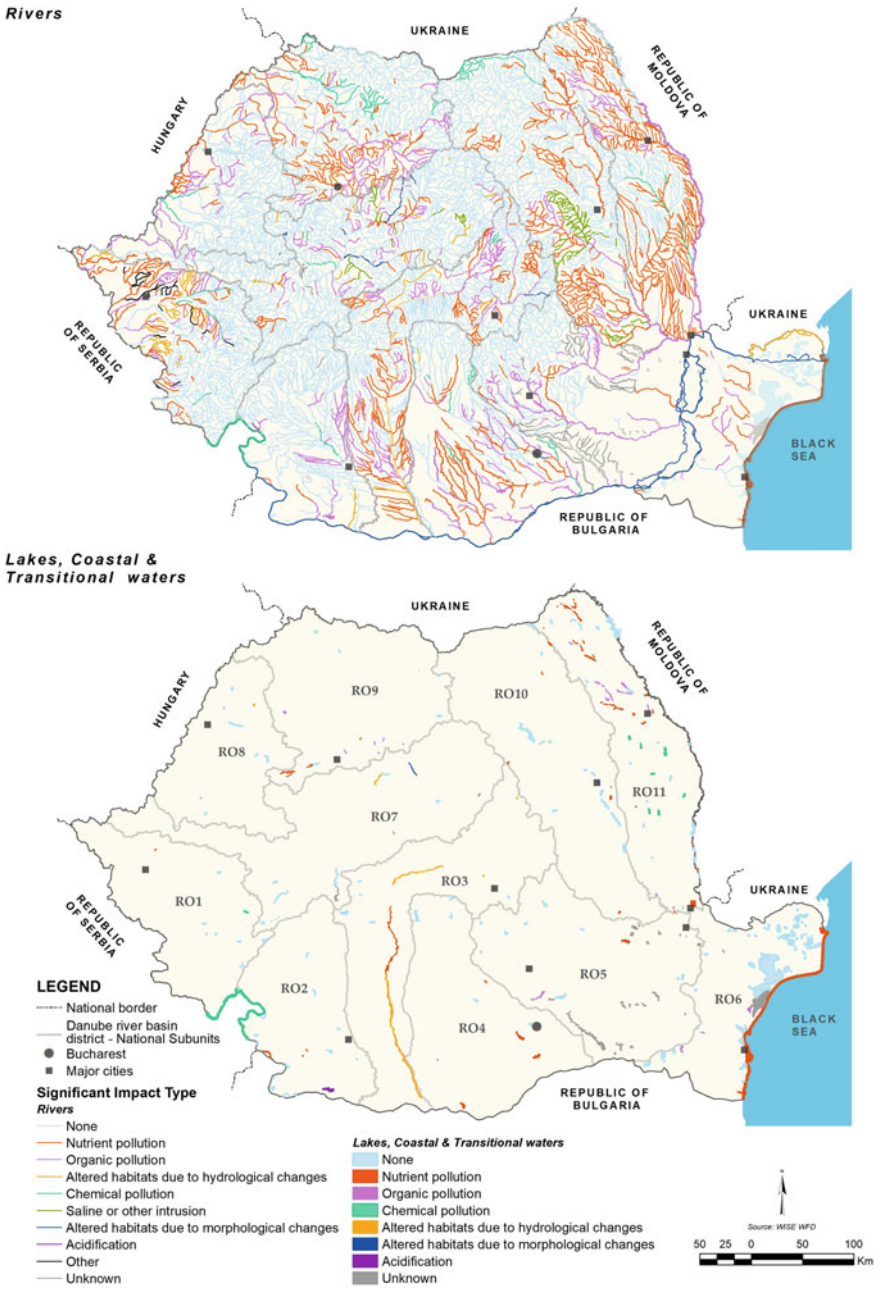 Rivers
UKRAINE
REPUBLIC OF
MOLDOVA
HUNGARY
REPUBLIC
OF SERBIA
UKRAINE
BLACK
SEA
REPUBLIC OF
BULGARIA
Lakes, Coastal &
Transitional waters
UKRAINE
REPUBLIC OF
MOLDOVA
HUNGARY
RO9
RO10
RO8
RO11
RO7
RO3
RO1
UKRAINE
REPUBLIC
OF SERBIA
RO2
RO5
RO6
RO4
BLACK
SEA
REPUBLIC OF
BULGARIA
LEGEND
National border
Danube river basin
district - National Subunits
Bucharest
Major cities
Significant Impact Type
Rivers
None
Nutrient pollution
Organic pollution
Altered habitats due to hydrological changes
Chemical pollution
Saline or other intrusion
Altered habitats due to morphological changes
Acidification
Other
Unknown
Lakes, Coastal & Transitional waters
None
Nutrient pollution
Organic pollution
Chemical pollution
Altered habitats due to hydrological changes
Altered habitats due to morphological changes
Acidification
Unknown
N
Source: WISE WFD
50 25 0 50 100
Km